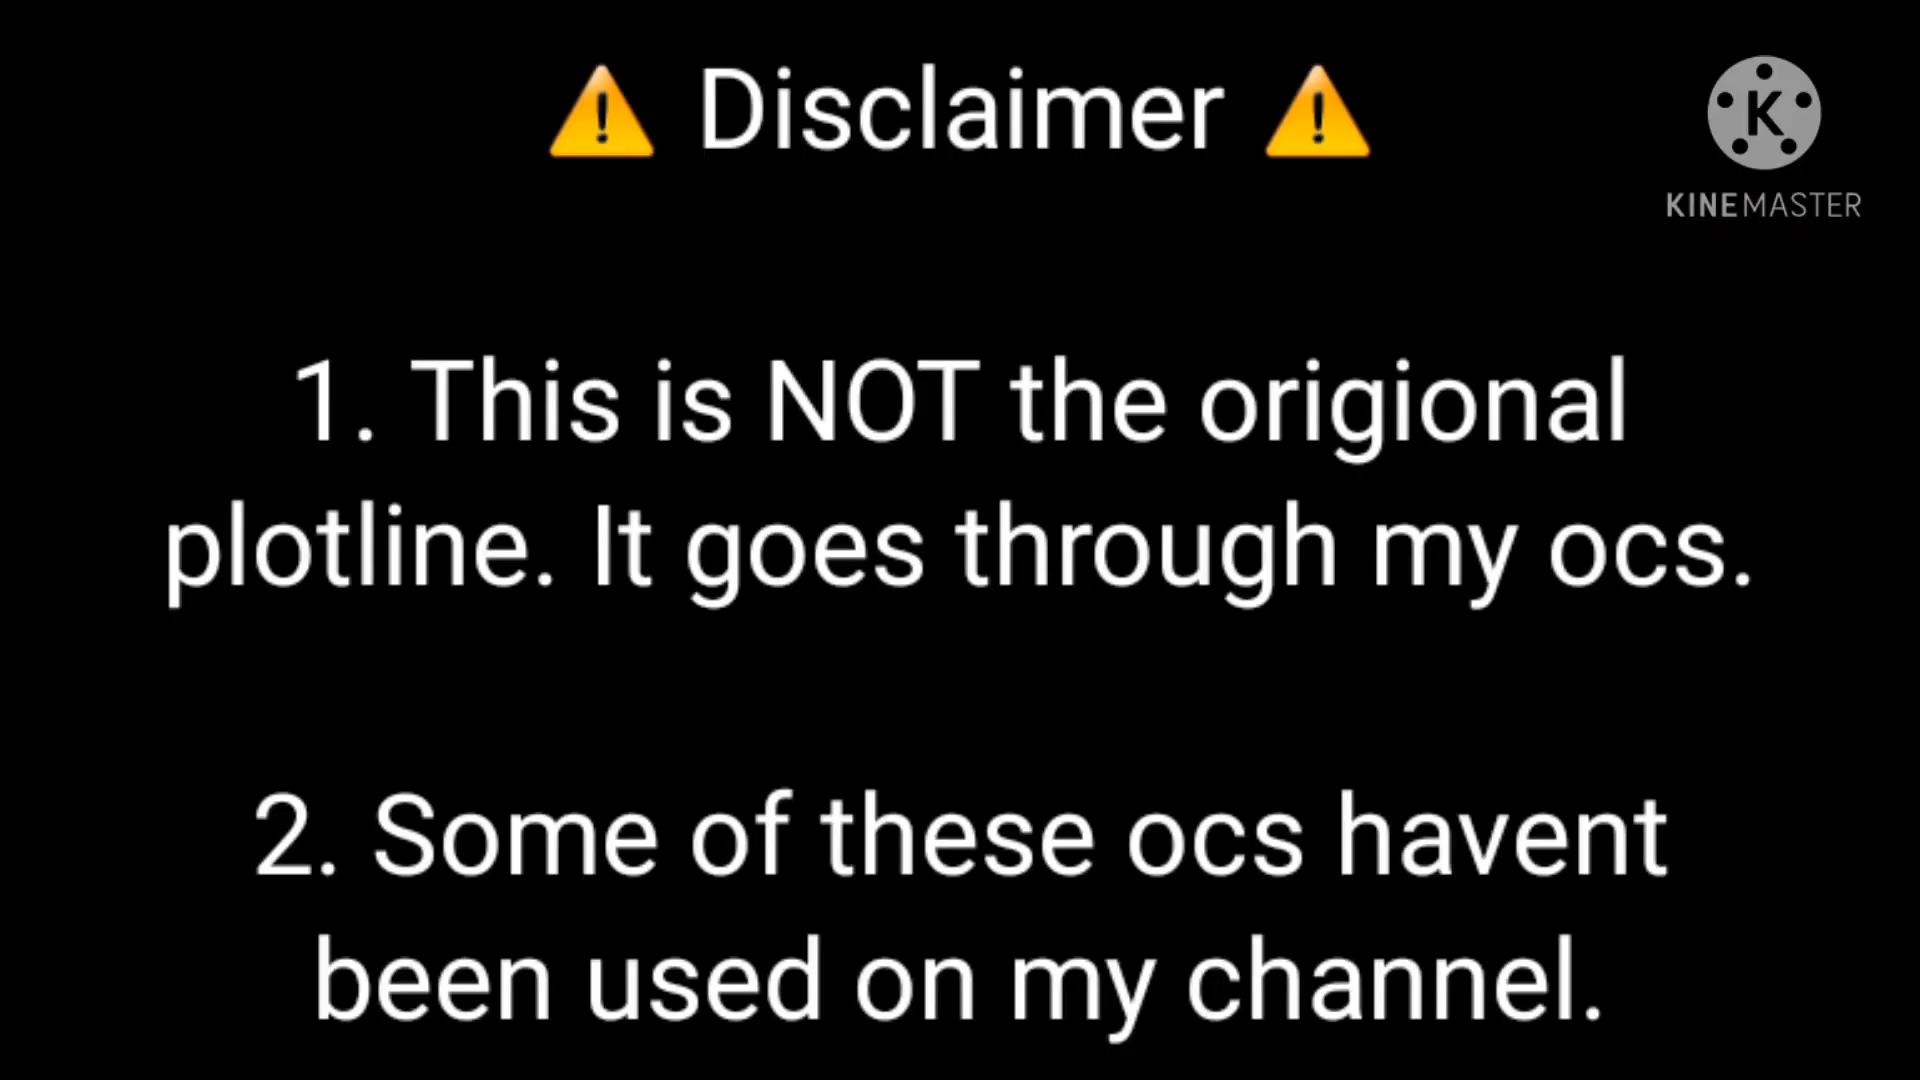 ⚠️ Disclaimer ⚠️
K
KINEMASTER
1. This is NOT the origional
plotline. It goes through my ocs.
2. Some of these ocs havent
been used on my channel.